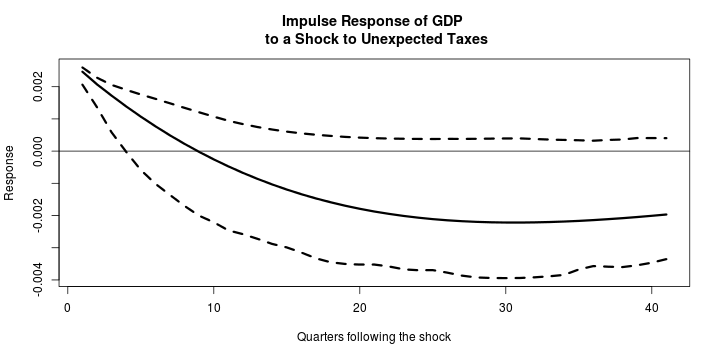 Impulse Response of GDP
to a Shock to Unexpected Taxes
Response
0.002
0.000
-0.002
-0.004
0 10 20 30 40
Quarters following the shock